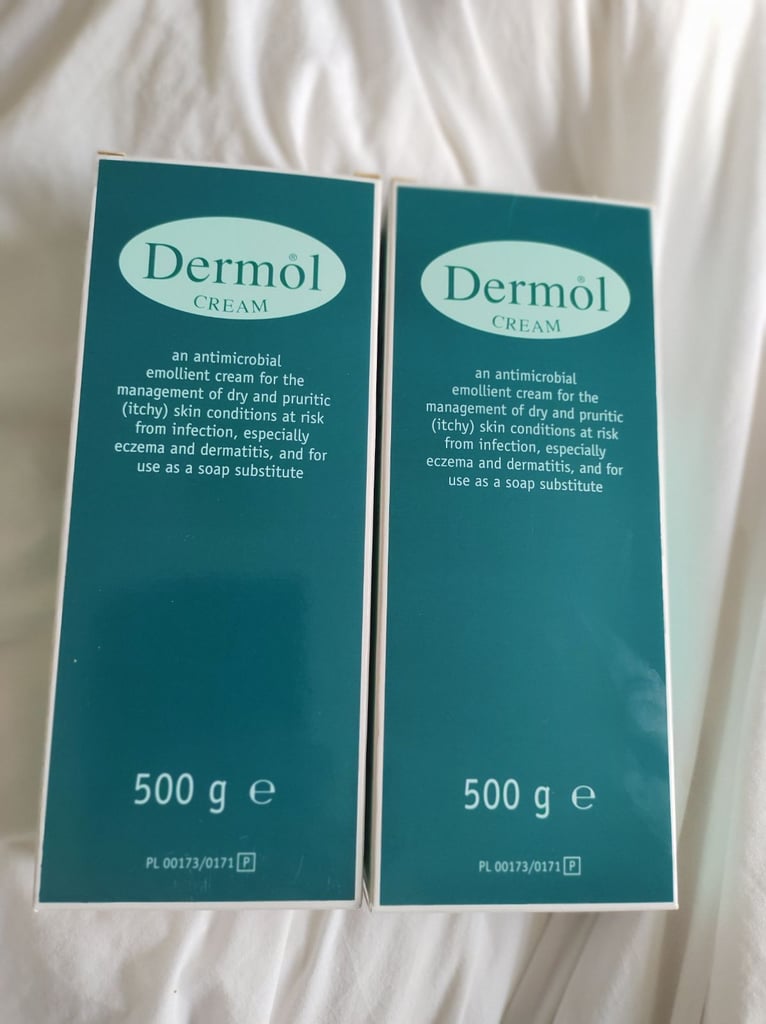 Dermol®
CREAM
an antimicrobial
emollient cream for the
management of dry and pruritic
(itchy) skin conditions at risk
from infection, especially
eczema and dermatitis, and for
use as a soap substitute
500 g ℮
PL 00173/0171 P
Dermol®
CREAM
an antimicrobial
emollient cream for the
management of dry and pruritic
(itchy) skin conditions at risk
from infection, especially
eczema and dermatitis, and for
use as a soap substitute
500 g ℮
PL 00173/0171 P